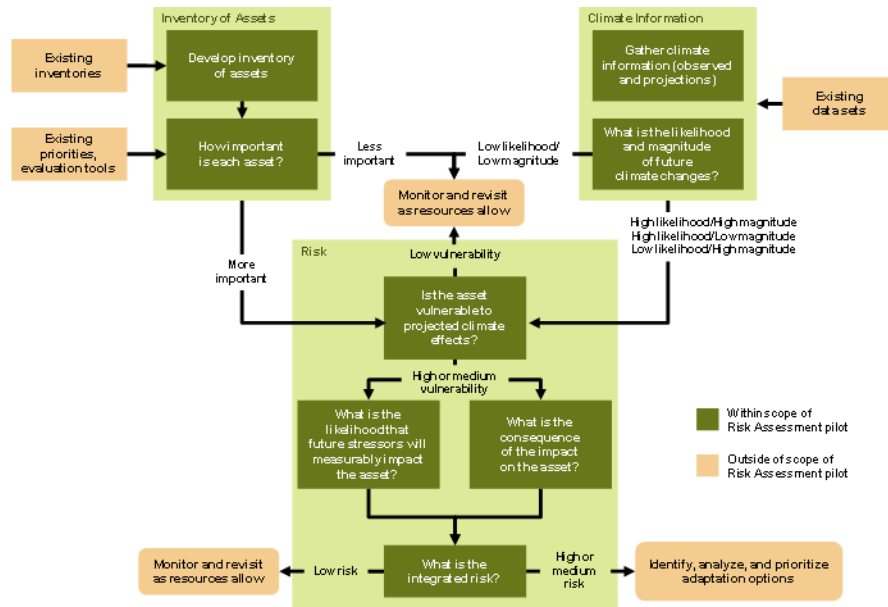 Inventory of Assets
Climate Information
Existing
inventories
Develop inventory
of assets
Gather climate
information (observed
and projections)
Existing
data sets
Existing
priorities,
evaluation tools
How important
is each asset?
Less
important
Low likelihood/
Low magnitude
What is the likelihood
and magnitude
of future
climate changes?
Monitor and revisit
as resources allow
High likelihood/High magnitude
High likelihood/Low magnitude
Low likelihood/High magnitude
More
important
Risk
Low vulnerability
Is the asset
vulnerable to
projected climate
effects?
High or medium
vulnerability
What is the
likelihood that
future stressors will
measurably impact
the asset?
What is the
consequence
of the impact
on the asset?
Within scope of
Risk Assessment pilot
Outside of scope of
Risk Assessment pilot
Monitor and revisit
as resources allow
Low risk
What is the
integrated risk?
High or
medium
risk
Identify, analyze, and prioritize
adaptation options